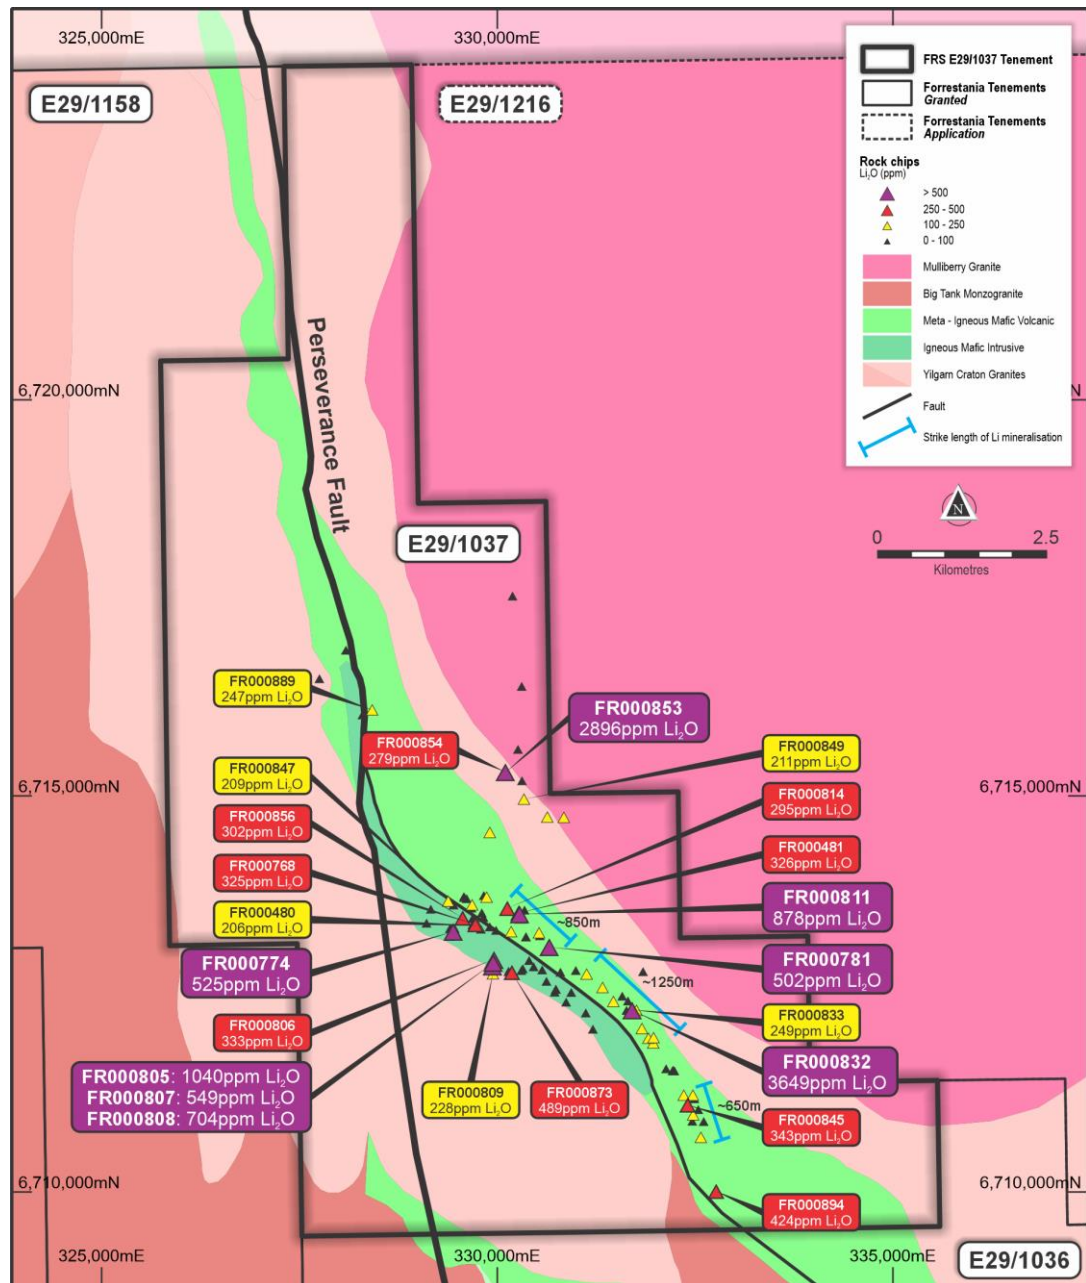 325,000mE
330,000mE
E29/1158
E29/1216
FRS E29/1037 Tenement
Forrestania Tenements
Granted
Forrestania Tenements
Application
Rock chips
Li₂O (ppm)
> 500
250 - 500
100 - 250
0 - 100
Mulliberry Granite
Big Tank Monzogranite
Meta - Igneous Mafic Volcanic
Igneous Mafic Intrusive
Yilgarn Craton Granites
Fault
Strike length of Li mineralisation
6,720,000mN
N
Perseverance Fault
N
0 2.5
Kilometres
E29/1037
FR000889
247ppm Li₂O
FR000853
2896ppm Li₂O
FR000854
279ppm Li₂O
FR000849
211ppm Li₂O
FR000847
209ppm Li₂O
6,715,000mN
6,715,000mN
FR000814
295ppm Li₂O
FR000856
302ppm Li₂O
FR000481
326ppm Li₂O
FR000768
325ppm Li₂O
FR000811
878ppm Li₂O
FR000480
206ppm Li₂O
~850m
FR000774
525ppm Li₂O
FR000781
502ppm Li₂O
~1250m
FR000806
333ppm Li₂O
FR000833
249ppm Li₂O
FR000832
3649ppm Li₂O
FR000805: 1040ppm Li₂O
FR000807: 549ppm Li₂O
FR000808: 704ppm Li₂O
FR000809
228ppm Li₂O
FR000873
489ppm Li₂O
~650m
FR000845
343ppm Li₂O
6,710,000mN
6,710,000mN
FR000894
424ppm Li₂O
325,000mE
330,000mE
335,000mE
E29/1036